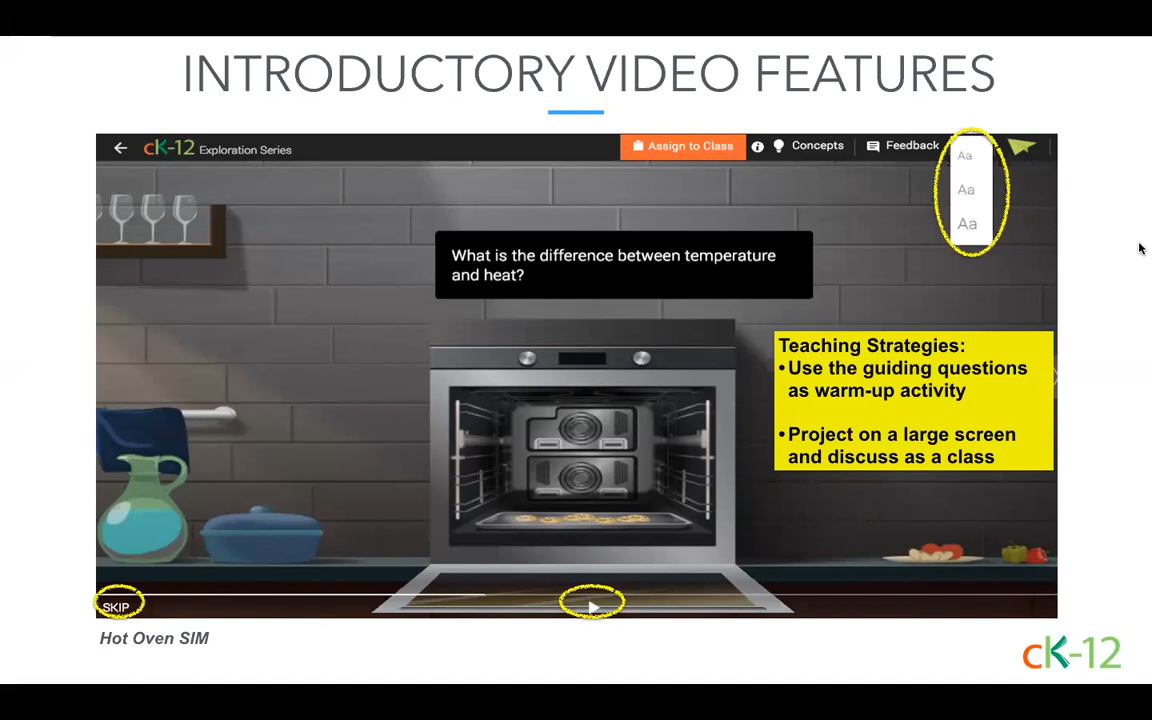 INTRODUCTORY VIDEO FEATURES
cK-12 Exploration Series
Assign to Class
Concepts
Feedback
Aa
Aa
Aa
What is the difference between temperature
and heat?
Teaching Strategies:
•Use the guiding questions
as warm-up activity
•Project on a large screen
and discuss as a class
SKIP
Hot Oven SIM
cK-12